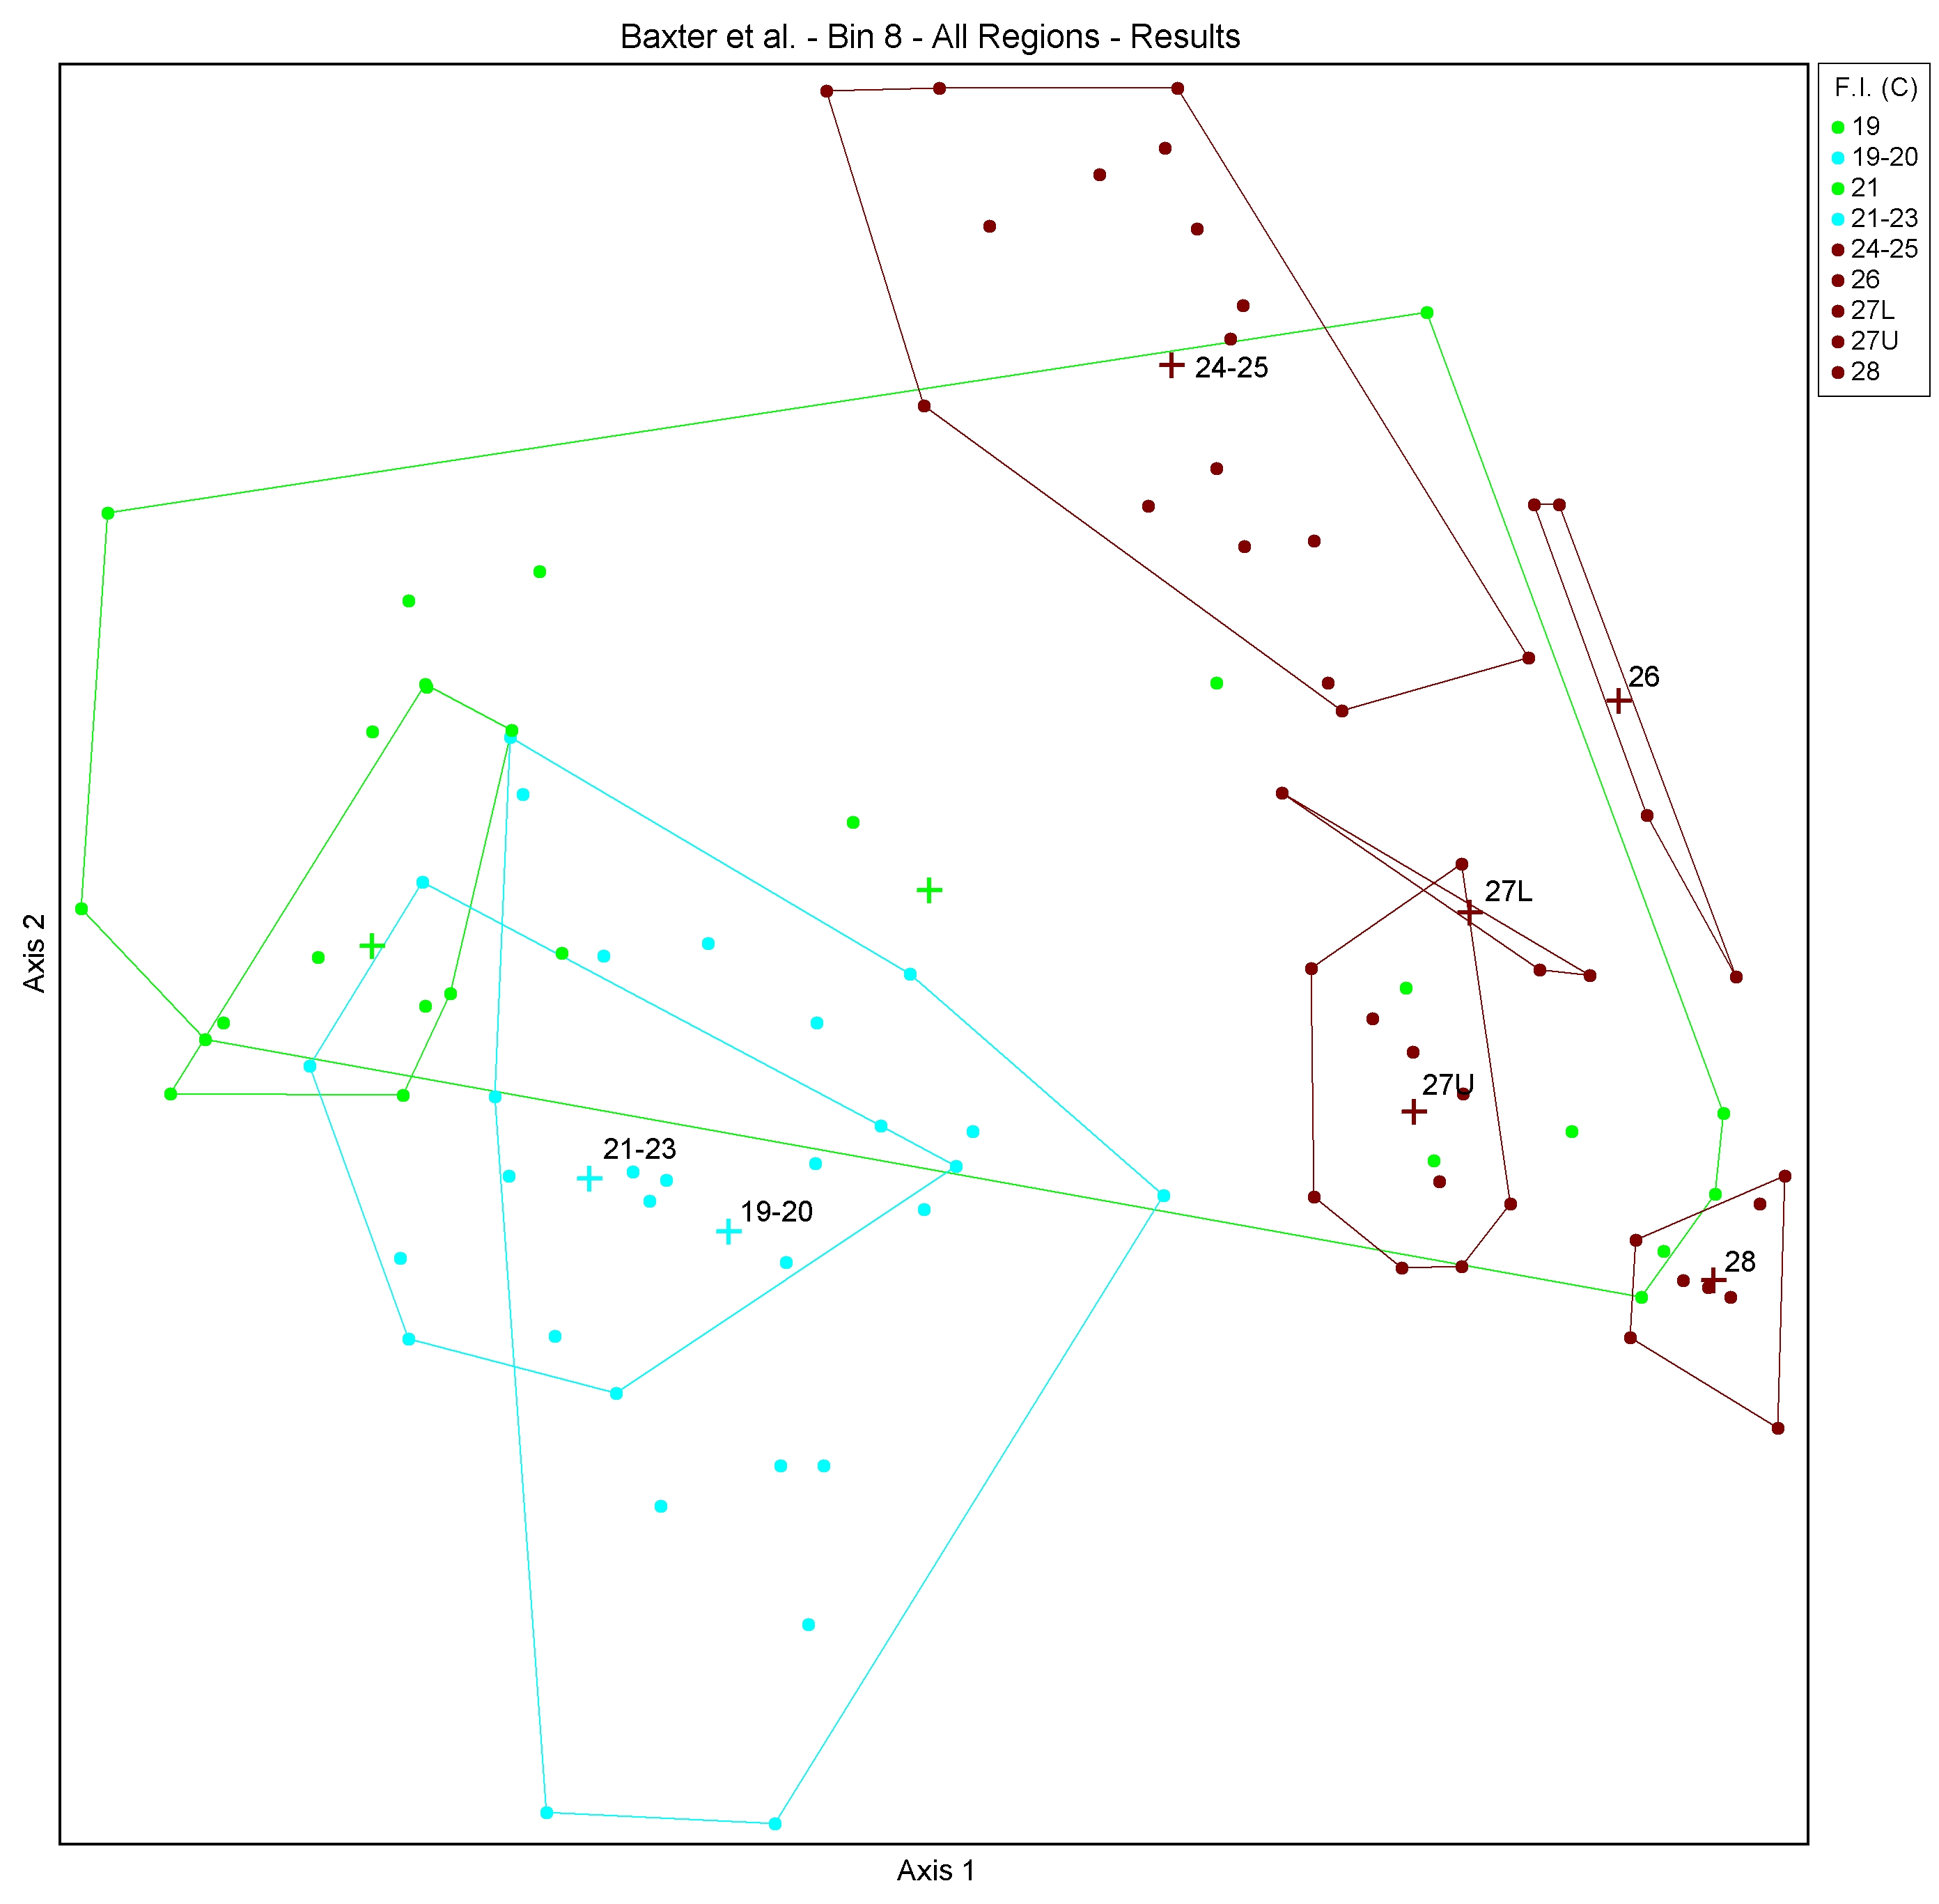 Baxter et al. - Bin 8 - All Regions - Results
F.I. (C)
19
19-20
21
21-23
24-25
26
27L
27U
28
24-25
26
27L
27U
21-23
19-20
28
Axis 2
Axis 1